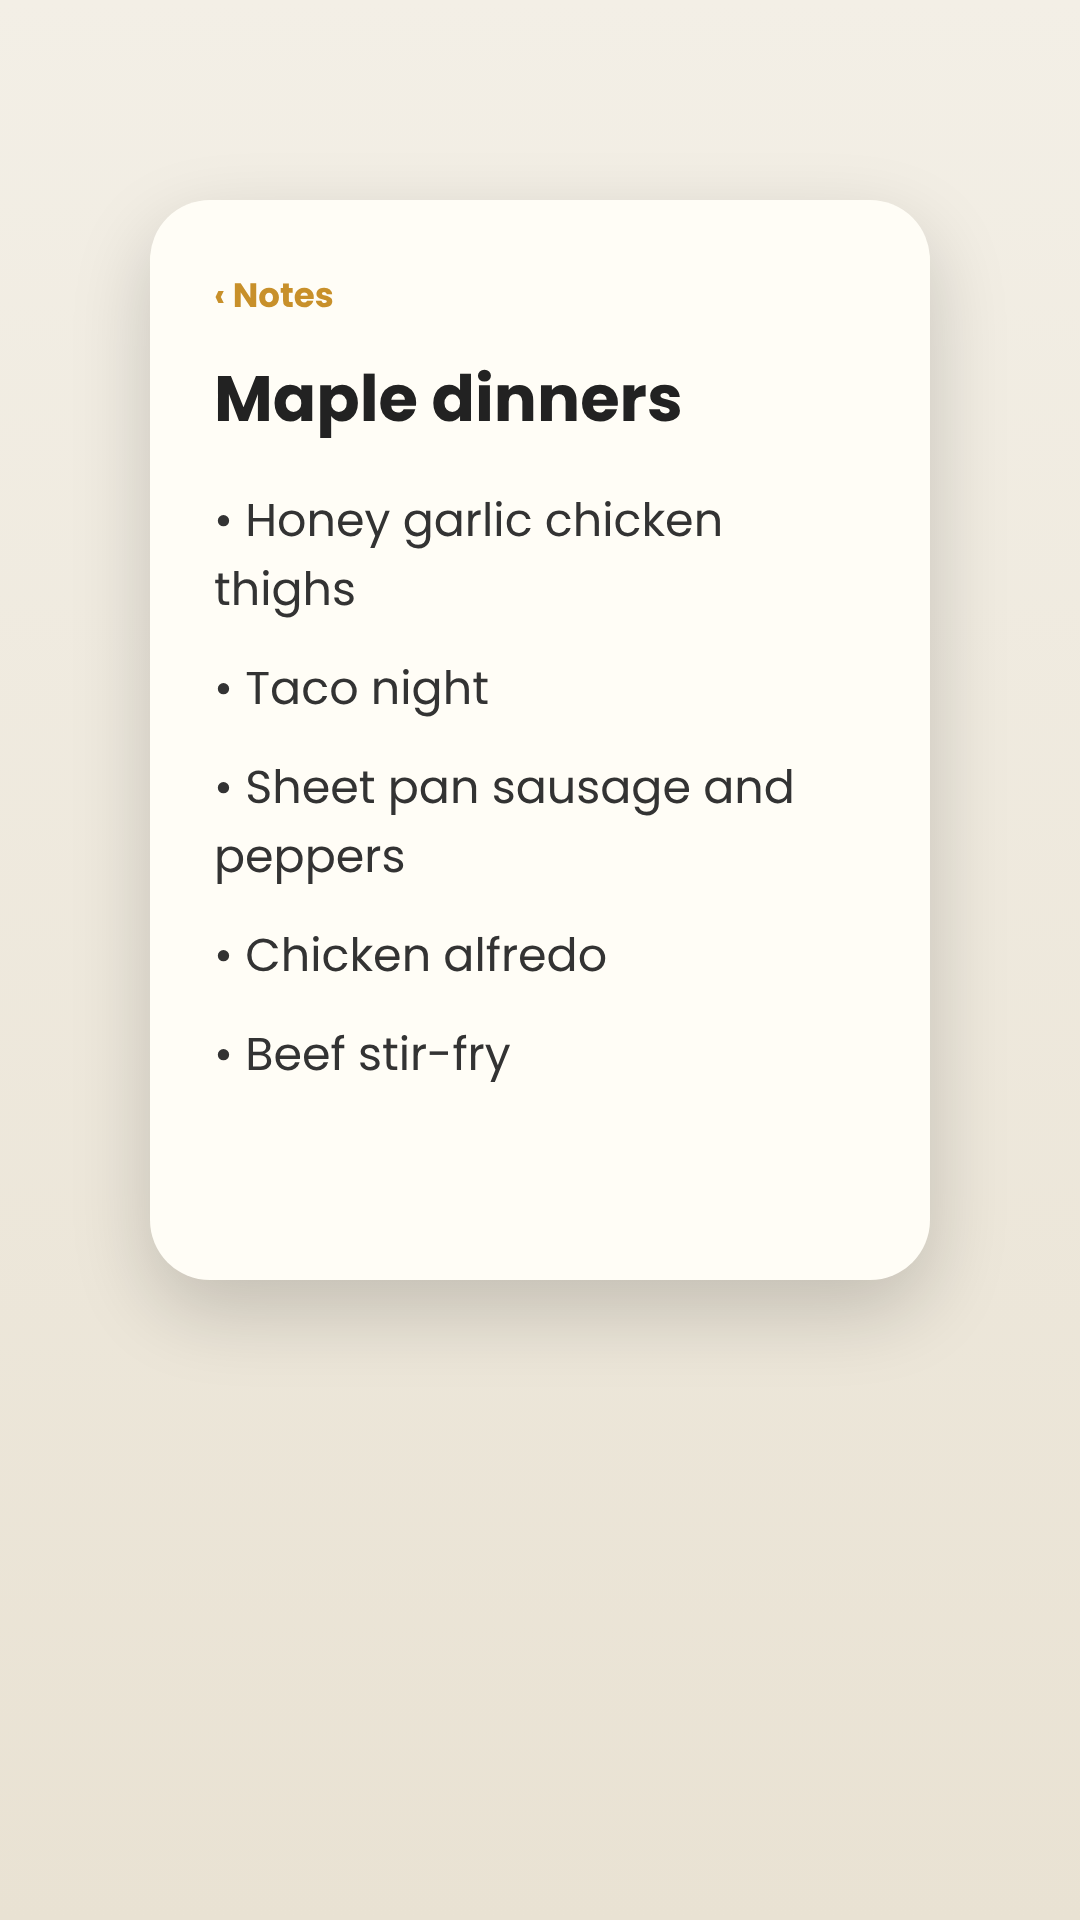 ‹ Notes
Maple dinners
• Honey garlic chicken
thighs
• Taco night
• Sheet pan sausage and
peppers
• Chicken alfredo
• Beef stir-fry